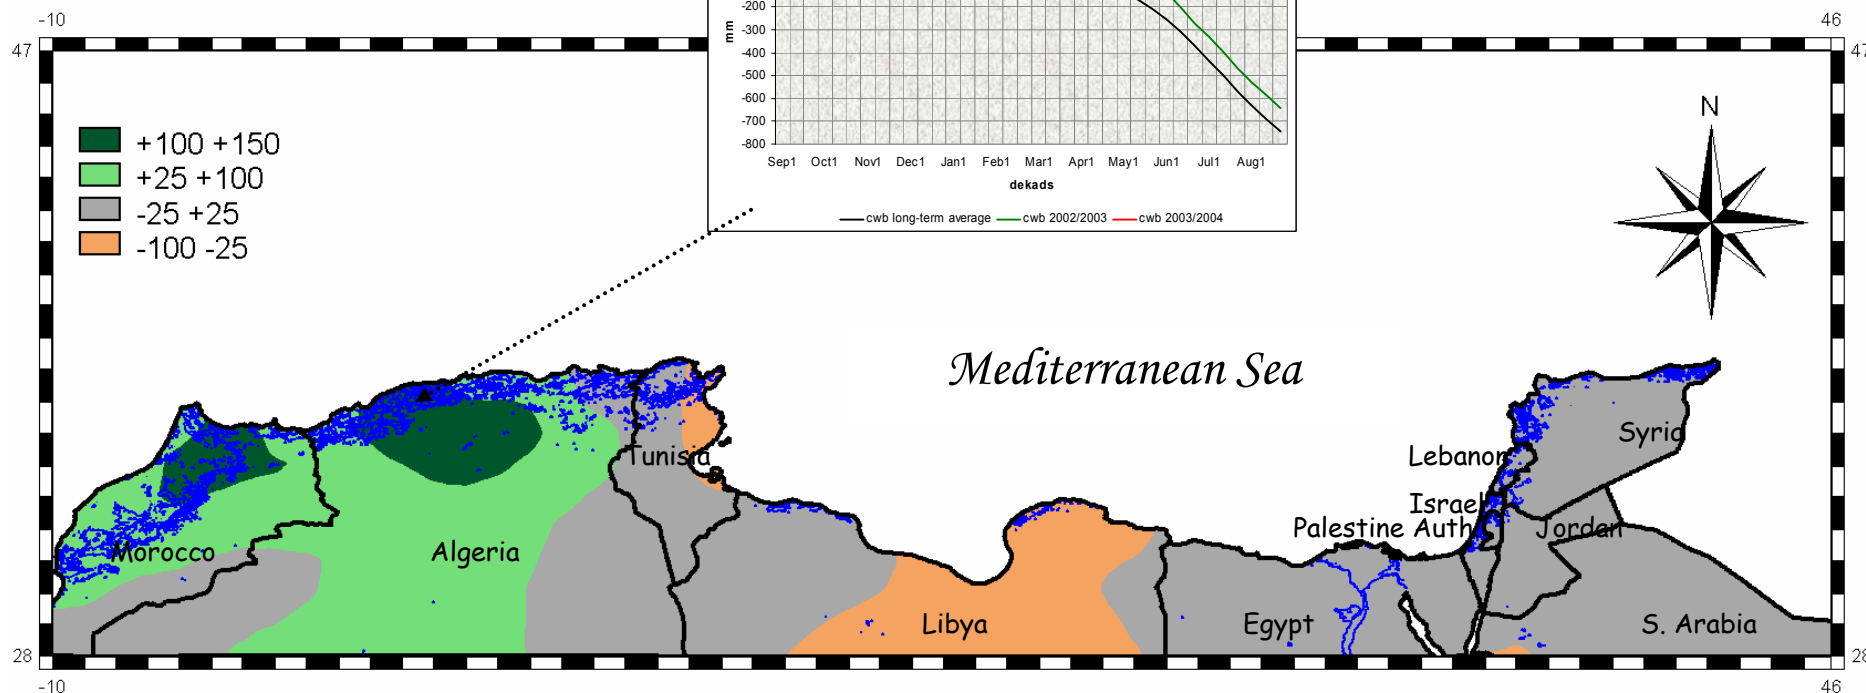 -10
46
47
47
-200
-300
-400
-500
-600
-700
-800
mm
Sep1 Oct1 Nov1 Dec1 Jan1 Feb1 Mar1 Apr1 May1 Jun1 Jul1 Aug1
dekads
cwb long-term average cwb 2002/2003 cwb 2003/2004
N
+100 +150
+25 +100
-25 +25
-100 -25
Mediterranean Sea
Syria
Lebanon
Tunisia
Israel
Palestine Auth.
Jordan
Morocco
Algeria
Libya
Egypt
S. Arabia
28
28
-10
46